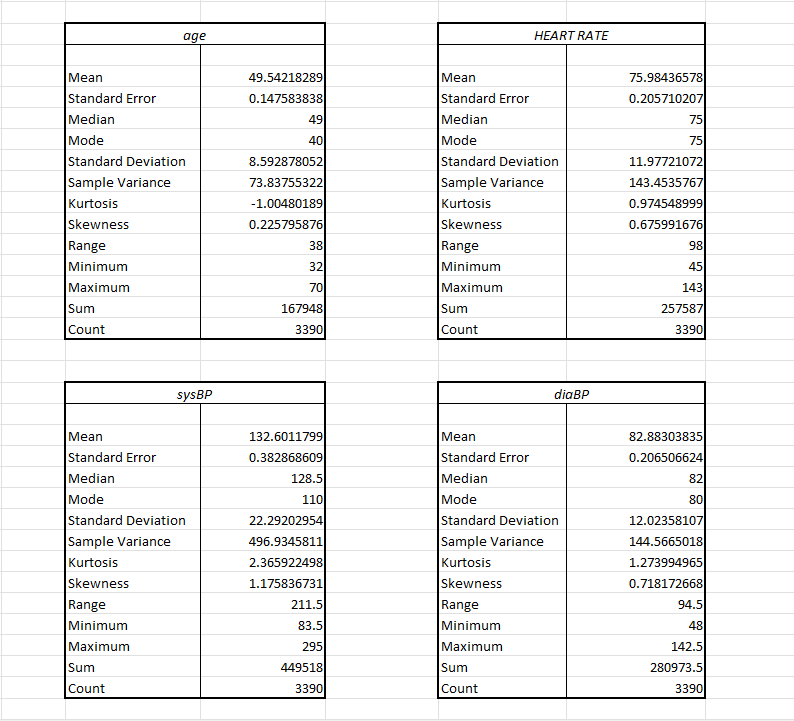 age
Mean 49.54218289
Standard Error 0.147583838
Median 49
Mode 40
Standard Deviation 8.592878052
Sample Variance 73.83755322
Kurtosis -1.00480189
Skewness 0.225795876
Range 38
Minimum 32
Maximum 70
Sum 167948
Count 3390
HEART RATE
Mean 75.98436578
Standard Error 0.205710207
Median 75
Mode 75
Standard Deviation 11.97721072
Sample Variance 143.4535767
Kurtosis 0.974548999
Skewness 0.675991676
Range 98
Minimum 45
Maximum 143
Sum 257587
Count 3390
sysBP
Mean 132.6011799
Standard Error 0.382868609
Median 128.5
Mode 110
Standard Deviation 22.29202954
Sample Variance 496.9345811
Kurtosis 2.365922498
Skewness 1.175836731
Range 211.5
Minimum 83.5
Maximum 295
Sum 449518
Count 3390
diaBP
Mean 82.88303835
Standard Error 0.206506624
Median 82
Mode 80
Standard Deviation 12.02358107
Sample Variance 144.5665018
Kurtosis 1.273994965
Skewness 0.718172668
Range 94.5
Minimum 48
Maximum 142.5
Sum 280973.5
Count 3390